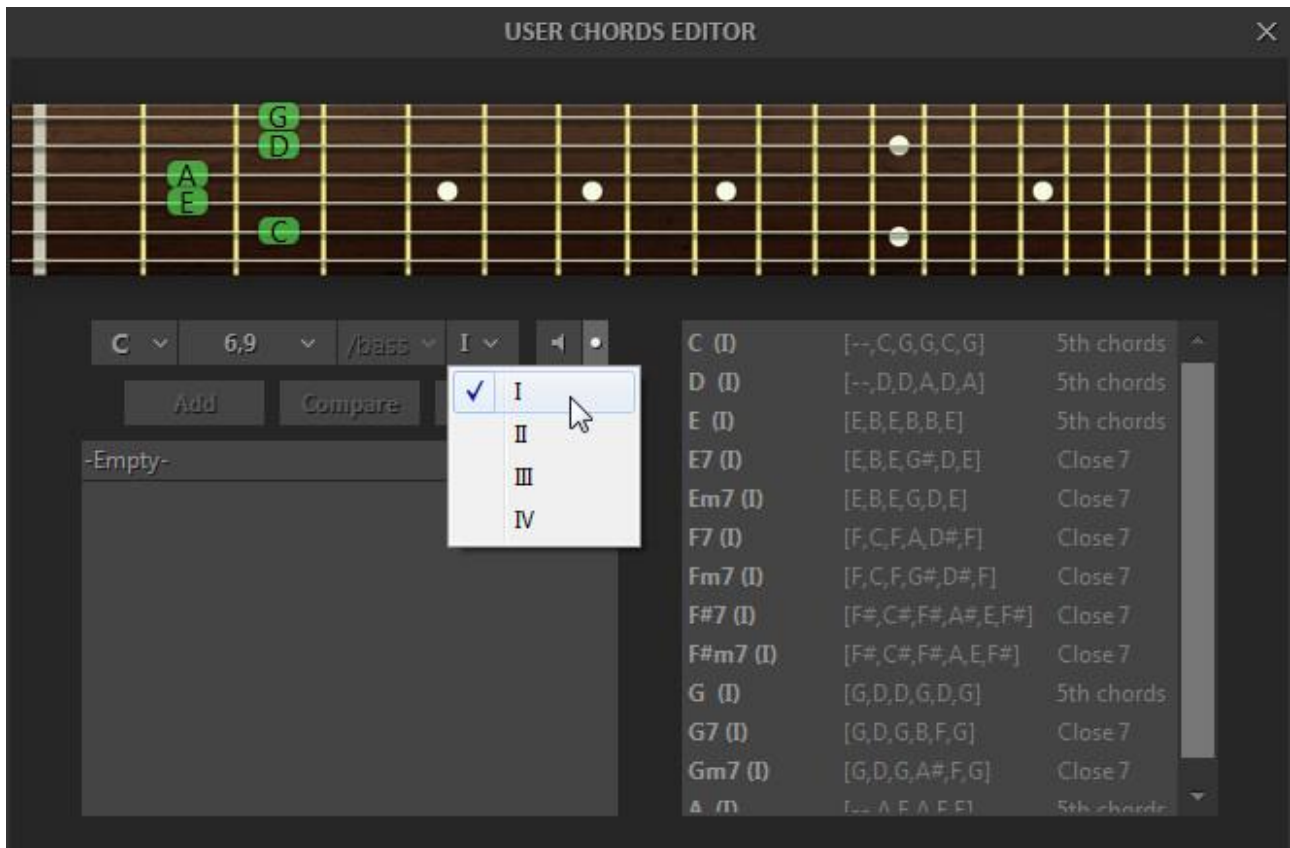 USER CHORDS EDITOR
G
D
A
E
C
C 6,9 /bass I
Add Compare
I
II
III
IV
-Empty-
C (I) [--,C,G,G,C,G] 5th chords
D (I) [--,D,D,A,D,A] 5th chords
E (I) [E,B,E,B,B,E] 5th chords
E7 (I) [E,B,E,G#,D,E] Close 7
Em7 (I) [E,B,E,G,D,E] Close 7
F7 (I) [F,C,F,A,D#,F] Close 7
Fm7 (I) [F,C,F,G#,D#,F] Close 7
F#7 (I) [F#,C#,F#,A#,E,F#] Close 7
F#m7 (I) [F#,C#,F#,A,E,F#] Close 7
G (I) [G,D,D,G,D,G] 5th chords
G7 (I) [G,D,G,B,F,G] Close 7
Gm7 (I) [G,D,G,A#,F,G] Close 7
A (I) 5th chords